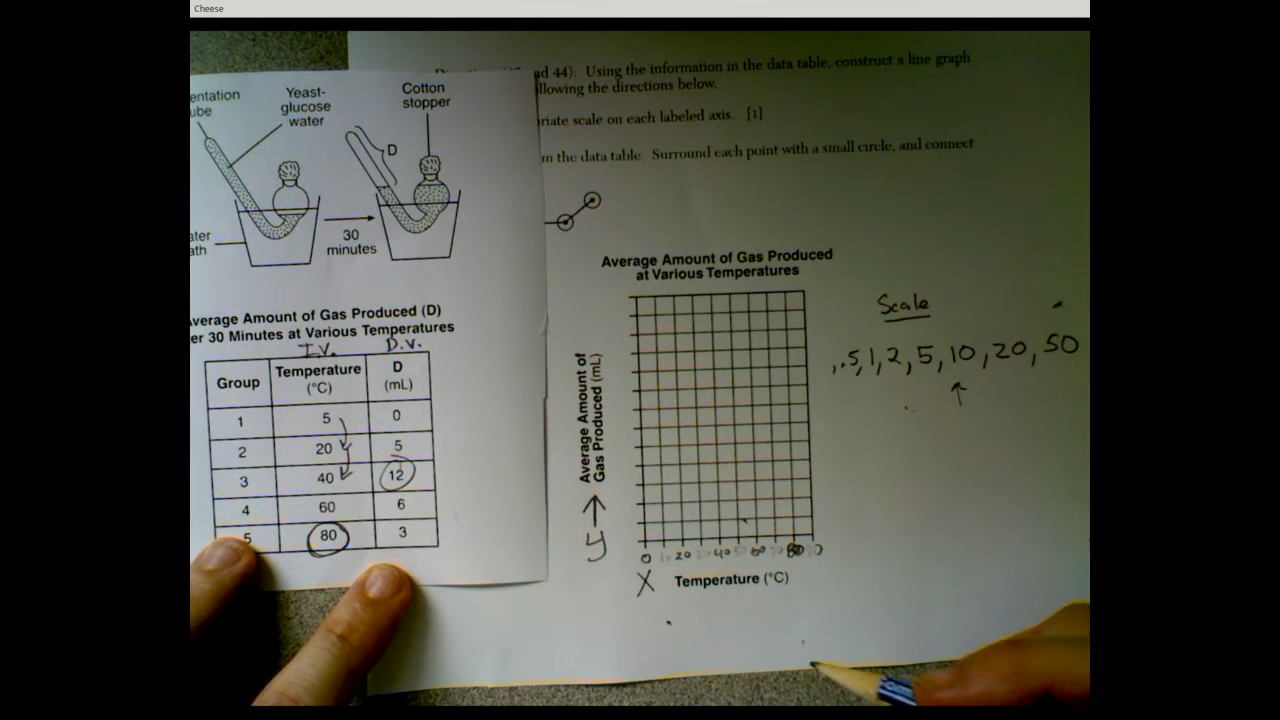 Cheese
entation
ube
Yeast-
glucose
water
Cotton
stopper
D
ater
ath
30
minutes
ad 44): Using the information in the data table, construct a line graph
llowing the directions below.
riate scale on each labeled axis. [1]
m the data table. Surround each point with a small circle, and connect
verage Amount of Gas Produced (D)
er 30 Minutes at Various Temperatures
I.V. D.V.
Group Temperature (°C) D (mL)
1 5 0
2 20 5
3 40 12
4 60 6
5 80 3
Average Amount of Gas Produced
at Various Temperatures
Average Amount of
Gas Produced (mL)
y
0 20 40 60 80
X Temperature (°C)
Scale
, .5, 1, 2, 5, 10, 20, 50